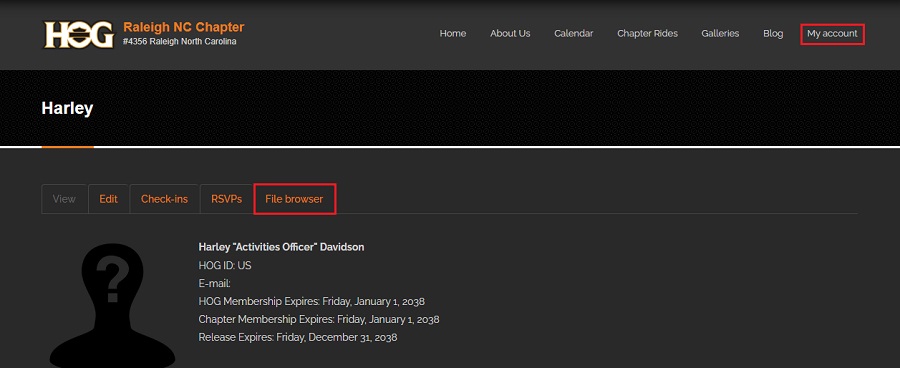 HOG
Raleigh NC Chapter
#4356 Raleigh North Carolina
Home About Us Calendar Chapter Rides Galleries Blog My account
Harley
View Edit Check-ins RSVPs File browser
?
Harley "Activities Officer" Davidson
HOG ID: US
E-mail:
HOG Membership Expires: Friday, January 1, 2038
Chapter Membership Expires: Friday, January 1, 2038
Release Expires: Friday, December 31, 2038